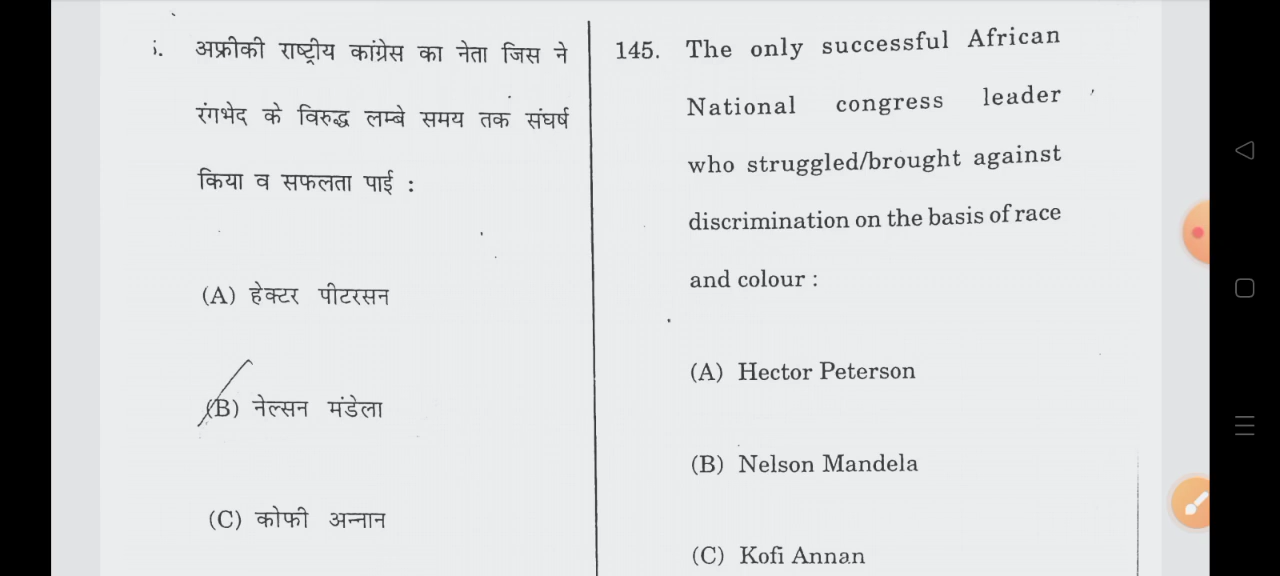 i. अफ्रीकी राष्ट्रीय कांग्रेस का नेता जिस ने
रंगभेद के विरुद्ध लम्बे समय तक संघर्ष
किया व सफलता पाई :
(A) हेक्टर पीटरसन
(B) नेल्सन मंडेला
(C) कोफी अन्नान
145. The only successful African
National congress leader
who struggled/brought against
discrimination on the basis of race
and colour :
(A) Hector Peterson
(B) Nelson Mandela
(C) Kofi Annan